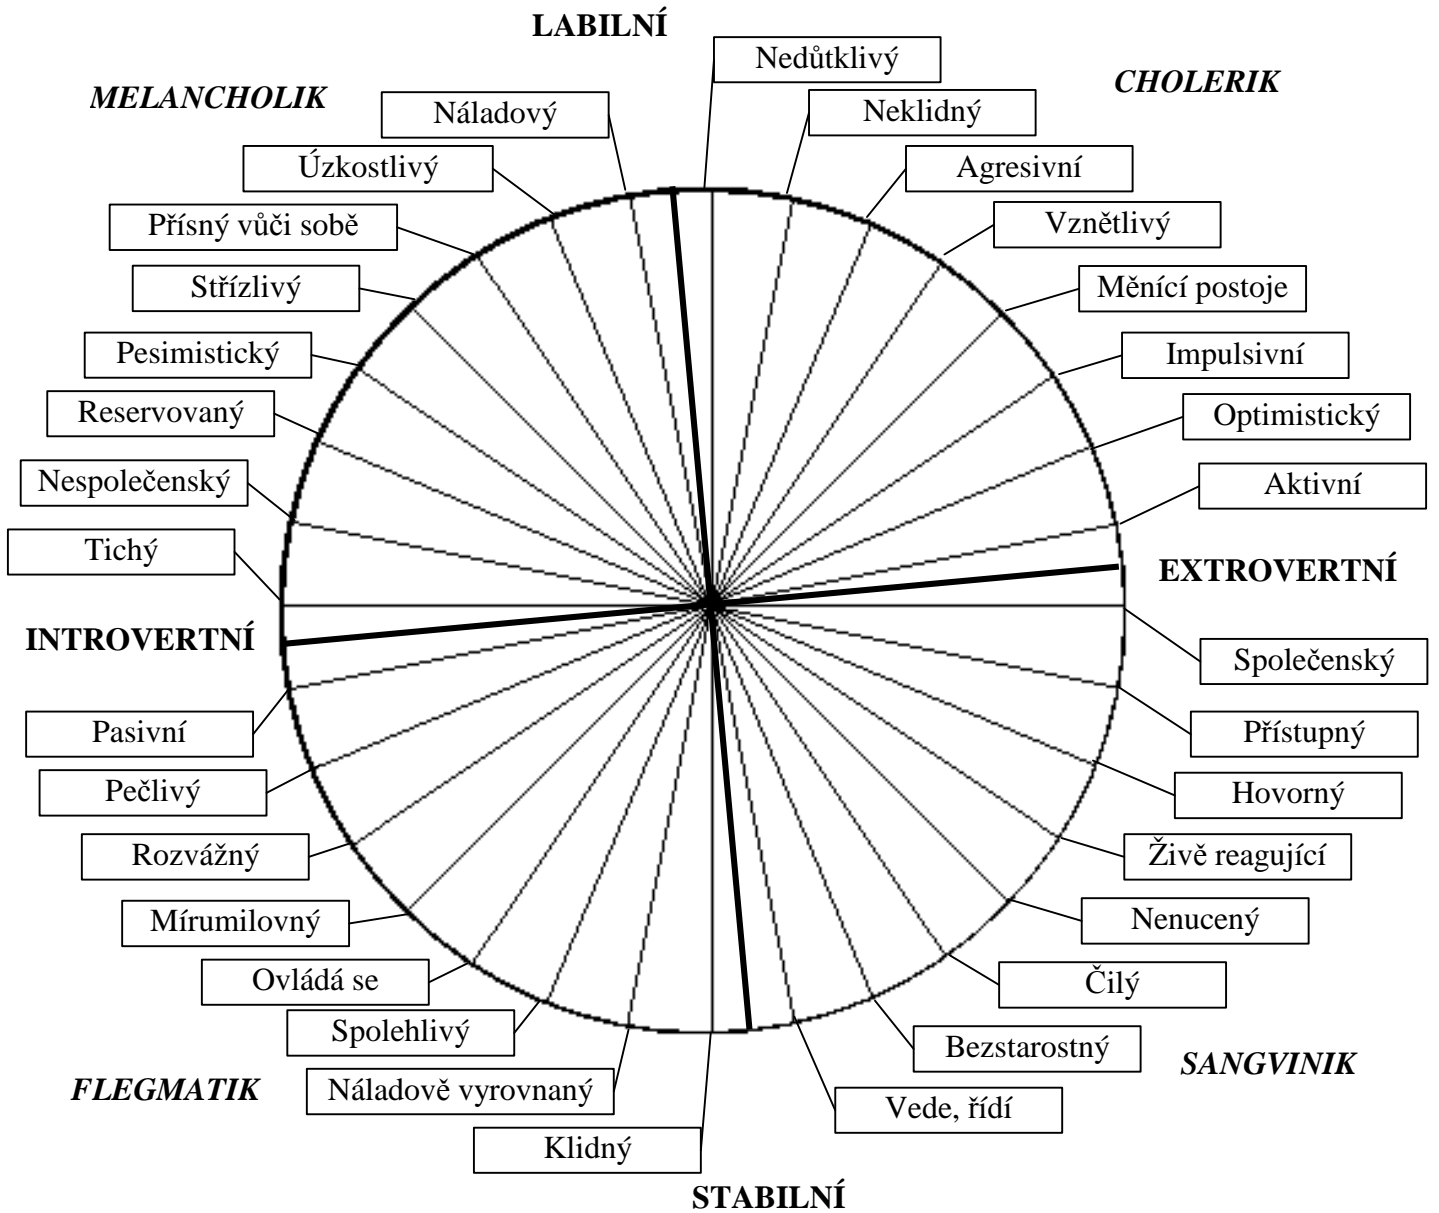 LABILNÍ
Nedůtklivý
MELANCHOLIK
CHOLERIK
Náladový
Neklidný
Úzkostlivý
Agresivní
Přísný vůči sobě
Vznětlivý
Střízlivý
Měnící postoje
Pesimistický
Impulsivní
Reservovaný
Optimistický
Nespolečenský
Aktivní
Tichý
EXTROVERTNÍ
INTROVERTNÍ
Společenský
Pasivní
Přístupný
Pečlivý
Hovorný
Rozvážný
Živě reagující
Mírumilovný
Nenucený
Ovládá se
Čilý
Spolehlivý
Bezstarostný
SANGVINIK
FLEGMATIK
Náladově vyrovnaný
Vede, řídí
Klidný
STABILNÍ